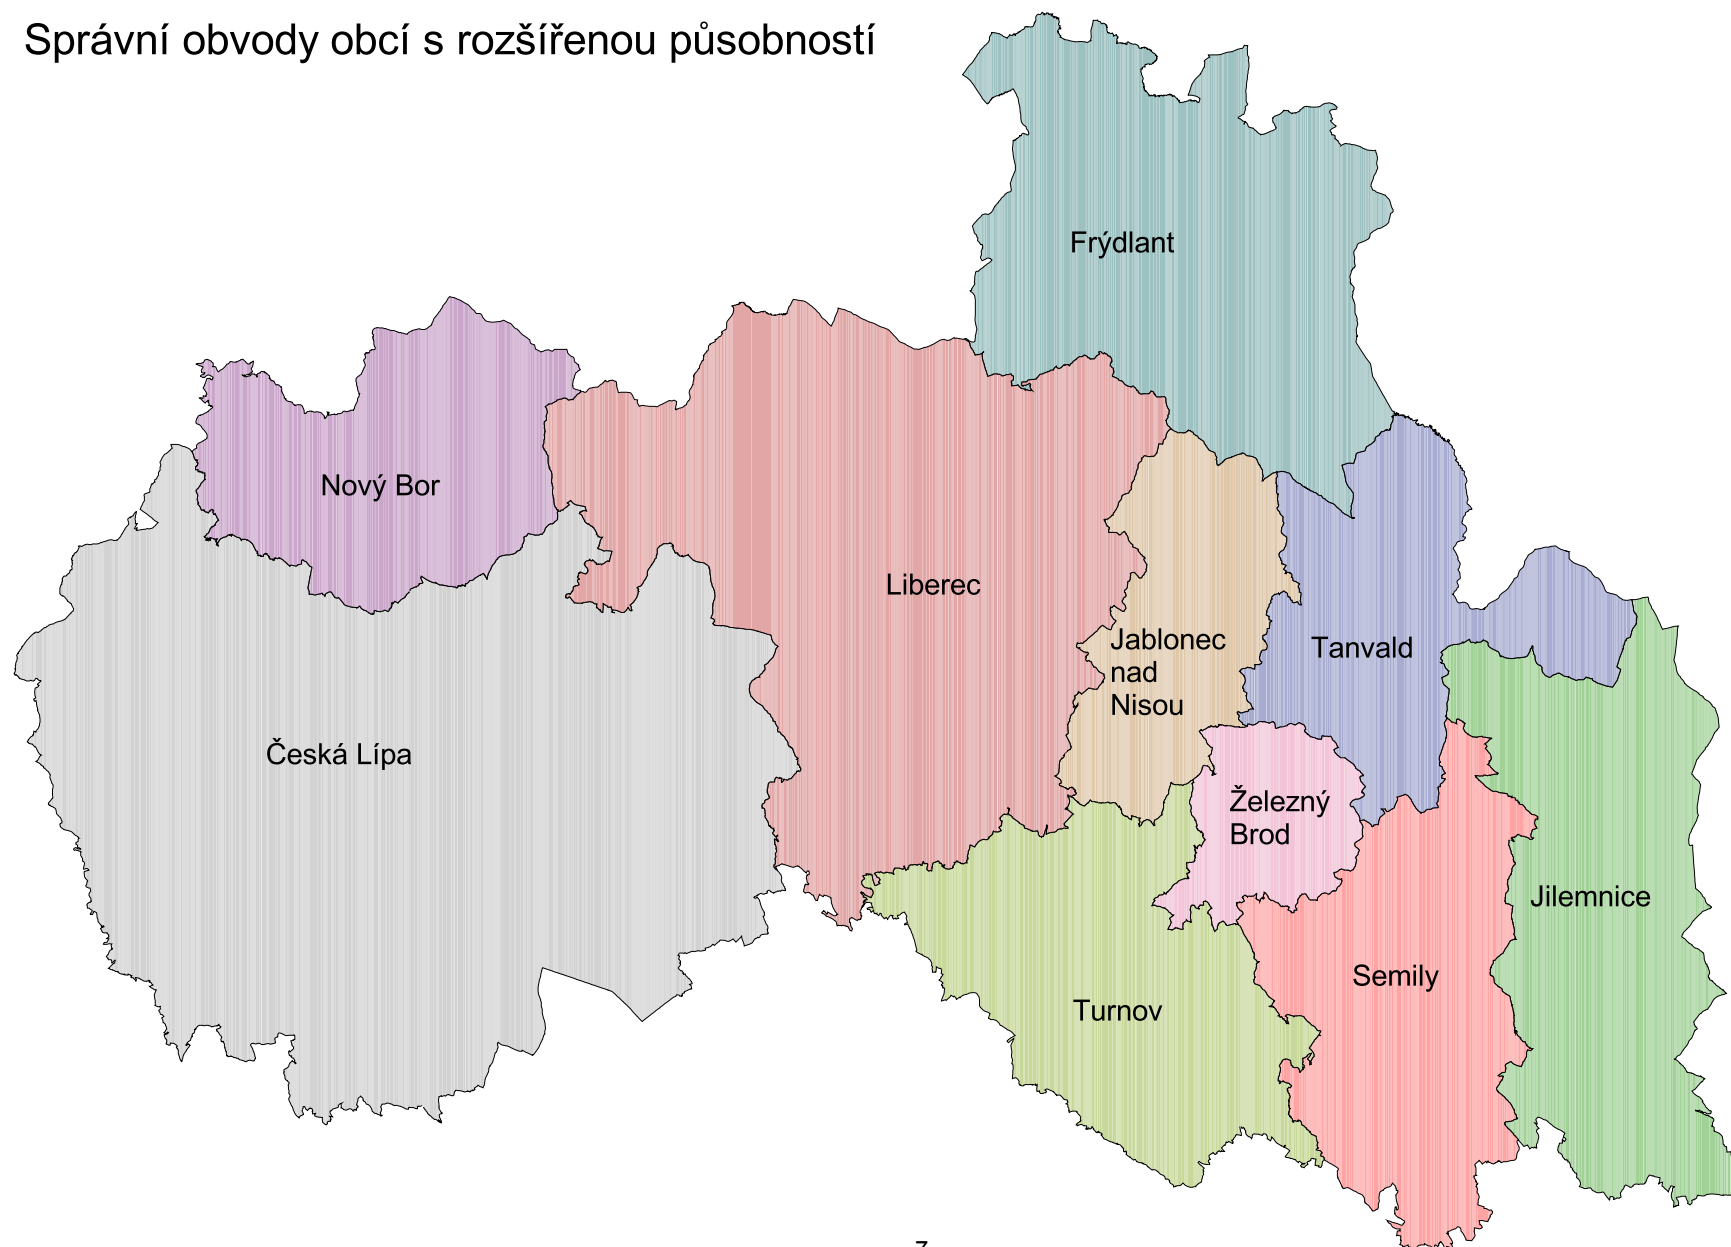 Správní obvody obcí s rozšířenou působností
Frýdlant
Nový Bor
Liberec
Jablonec
nad
Nisou
Tanvald
Česká Lípa
Železný
Brod
Jilemnice
Semily
Turnov